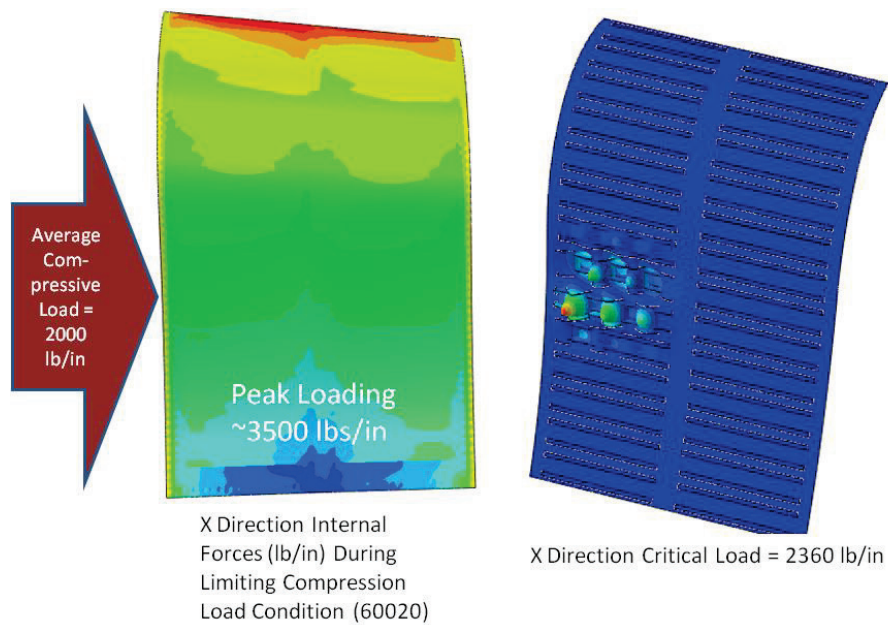 Average
Com-
pressive
Load =
2000
lb/in
Peak Loading
~3500 lbs/in
X Direction Internal
Forces (lb/in) During
Limiting Compression
Load Condition (60020)
X Direction Critical Load = 2360 lb/in